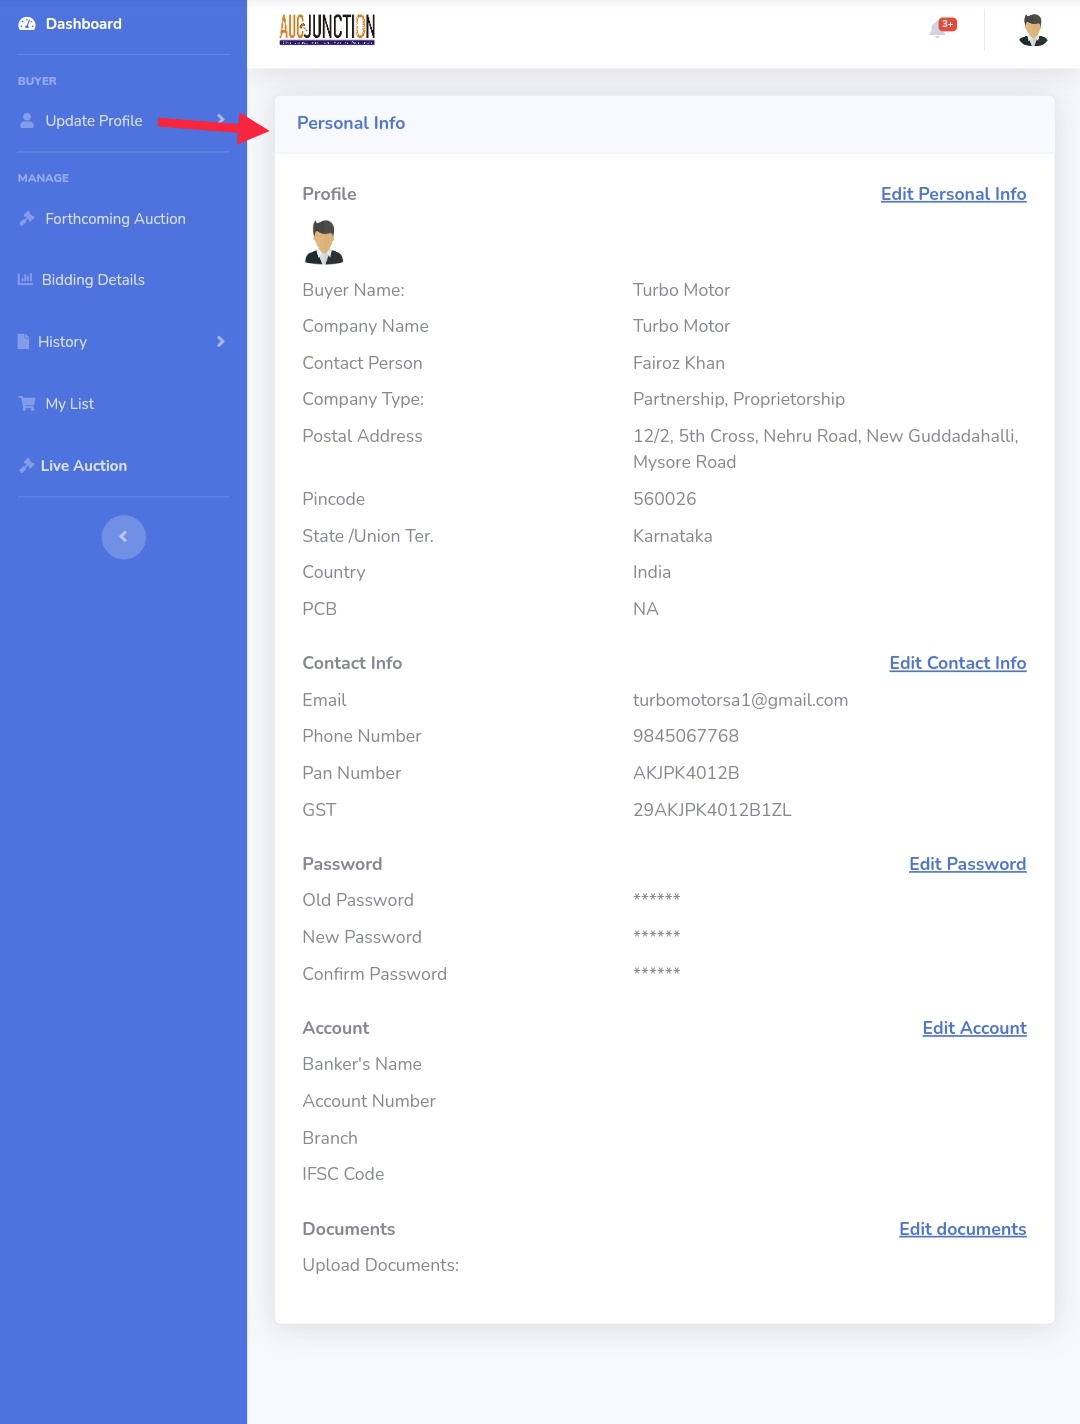 Dashboard
BUYER
Update Profile
MANAGE
Forthcoming Auction
Bidding Details
History
My List
Live Auction
AUCJUNCTION
3+
Personal Info
Profile Edit Personal Info
Buyer Name: Turbo Motor
Company Name Turbo Motor
Contact Person Fairoz Khan
Company Type: Partnership, Proprietorship
Postal Address 12/2, 5th Cross, Nehru Road, New Guddadahalli,
Mysore Road
Pincode 560026
State /Union Ter. Karnataka
Country India
PCB NA
Contact Info Edit Contact Info
Email turbomotorsa1@gmail.com
Phone Number 9845067768
Pan Number AKJPK4012B
GST 29AKJPK4012B1ZL
Password Edit Password
Old Password ******
New Password ******
Confirm Password ******
Account Edit Account
Banker's Name
Account Number
Branch
IFSC Code
Documents Edit documents
Upload Documents: